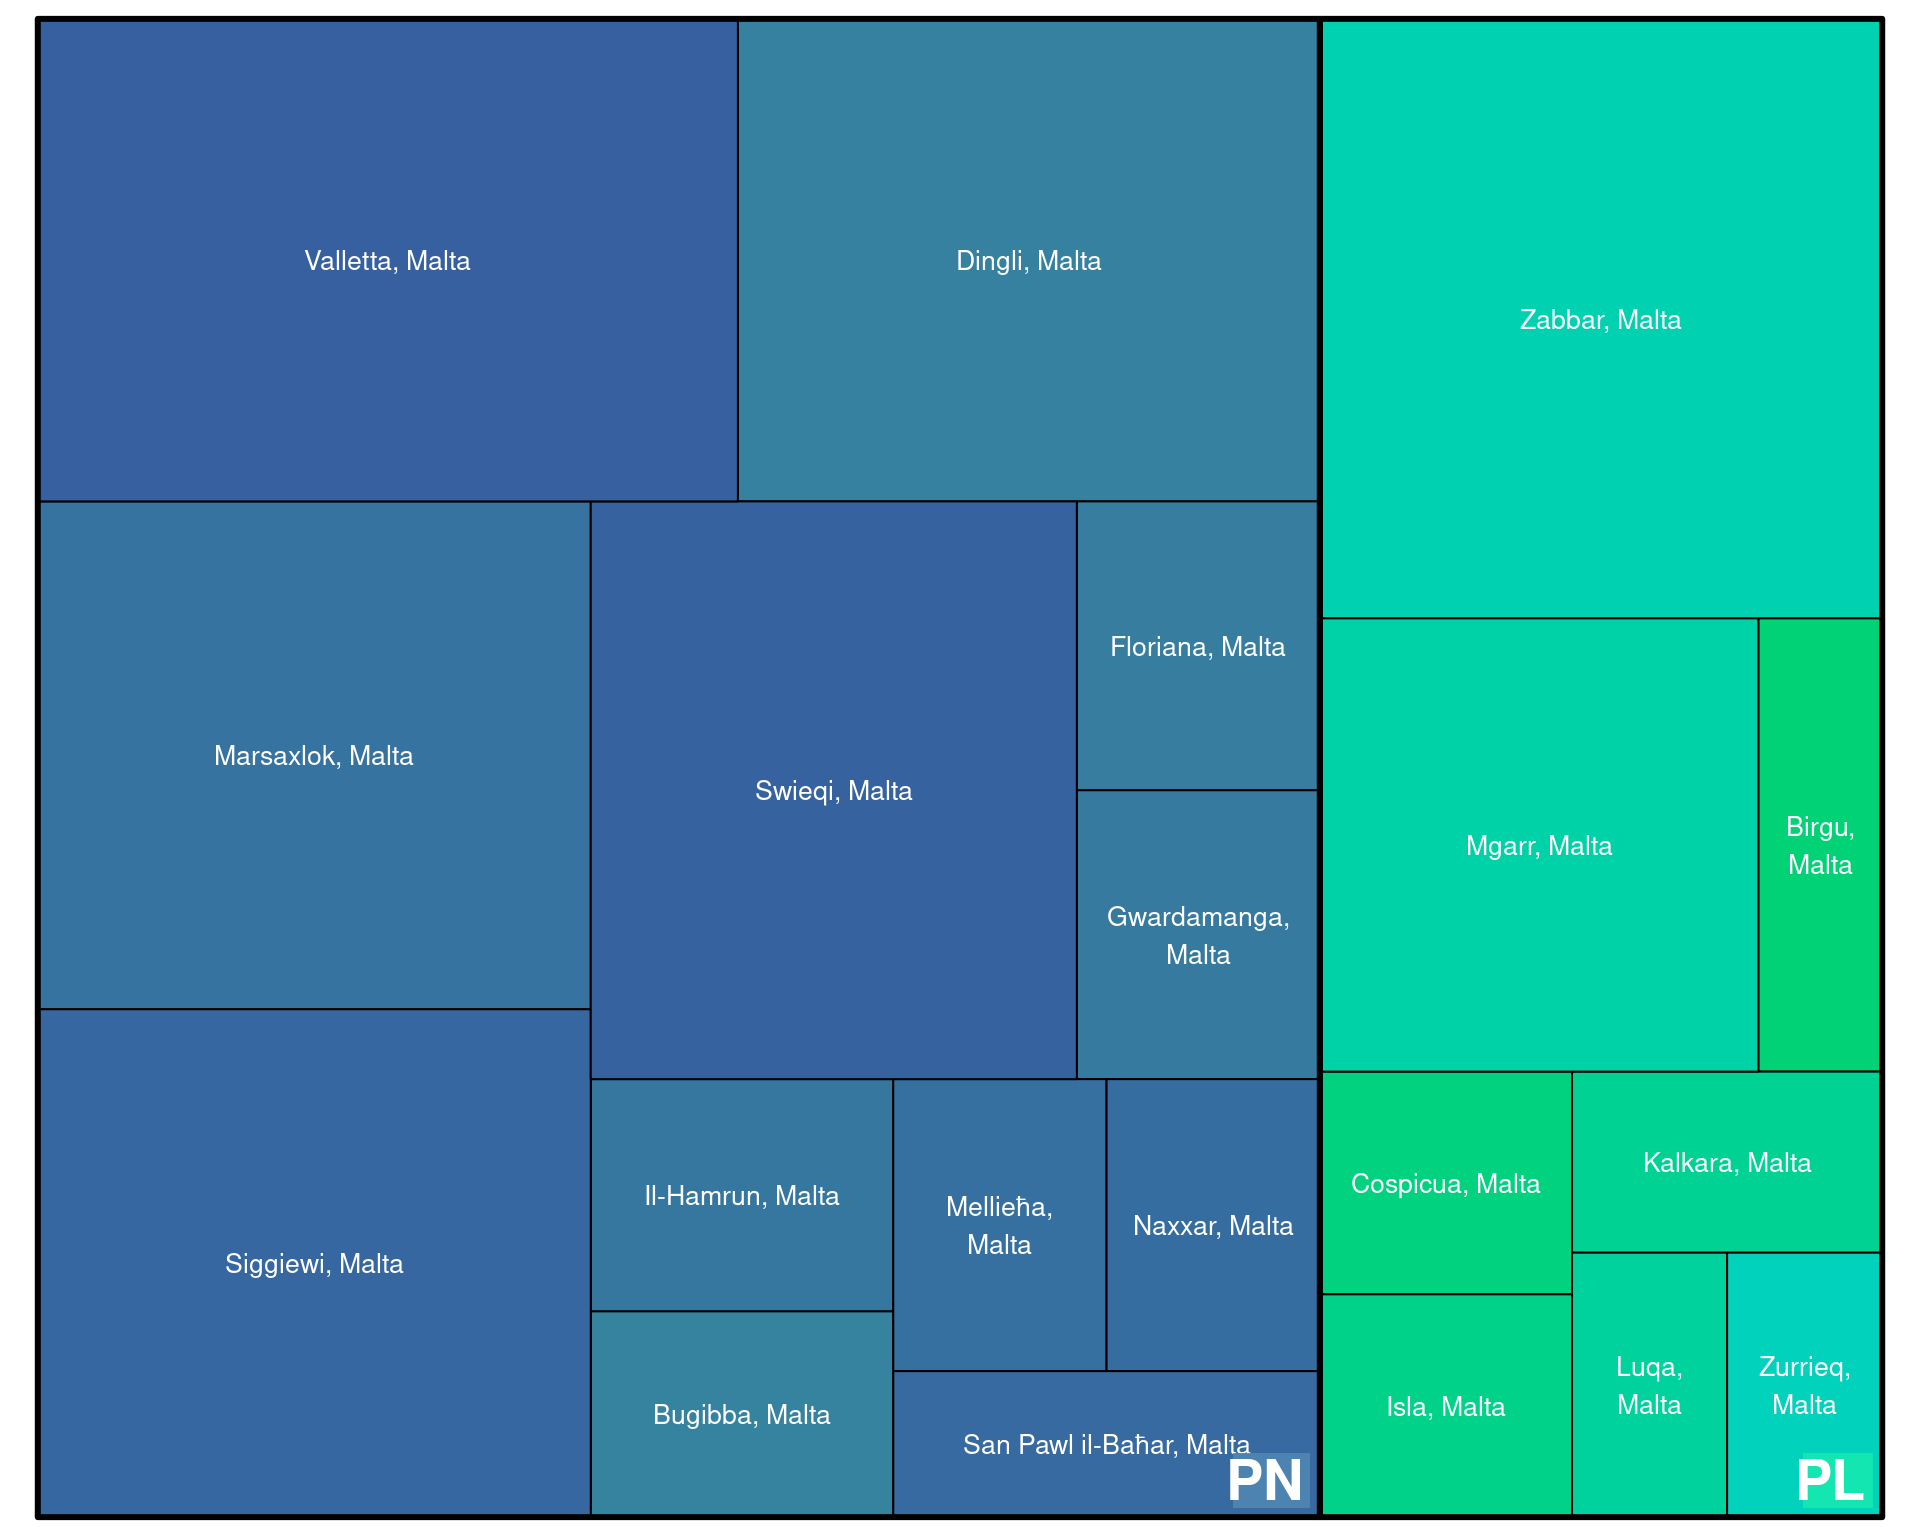 Valletta, Malta
Dingli, Malta
Zabbar, Malta
Marsaxlok, Malta
Swieqi, Malta
Floriana, Malta
Gwardamanga,
Malta
Mgarr, Malta
Birgu,
Malta
Siggiewi, Malta
Il-Hamrun, Malta
Mellieħa,
Malta
Naxxar, Malta
Bugibba, Malta
San Pawl il-Baħar, Malta
PN
Cospicua, Malta
Kalkara, Malta
Isla, Malta
Luqa,
Malta
Zurrieq,
Malta
PL